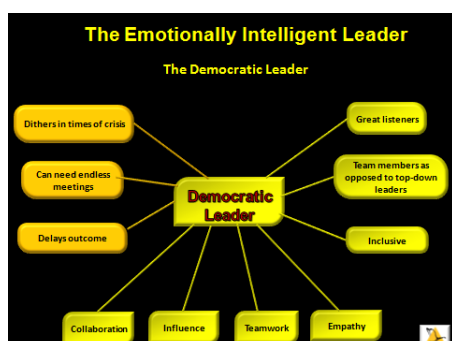 The Emotionally Intelligent Leader
The Democratic Leader
Dithers in times of crisis
Great listeners
Can need endless
meetings
Team members as
opposed to top-down
leaders
Democratic
Leader
Delays outcome
Inclusive
Collaboration
Influence
Teamwork
Empathy